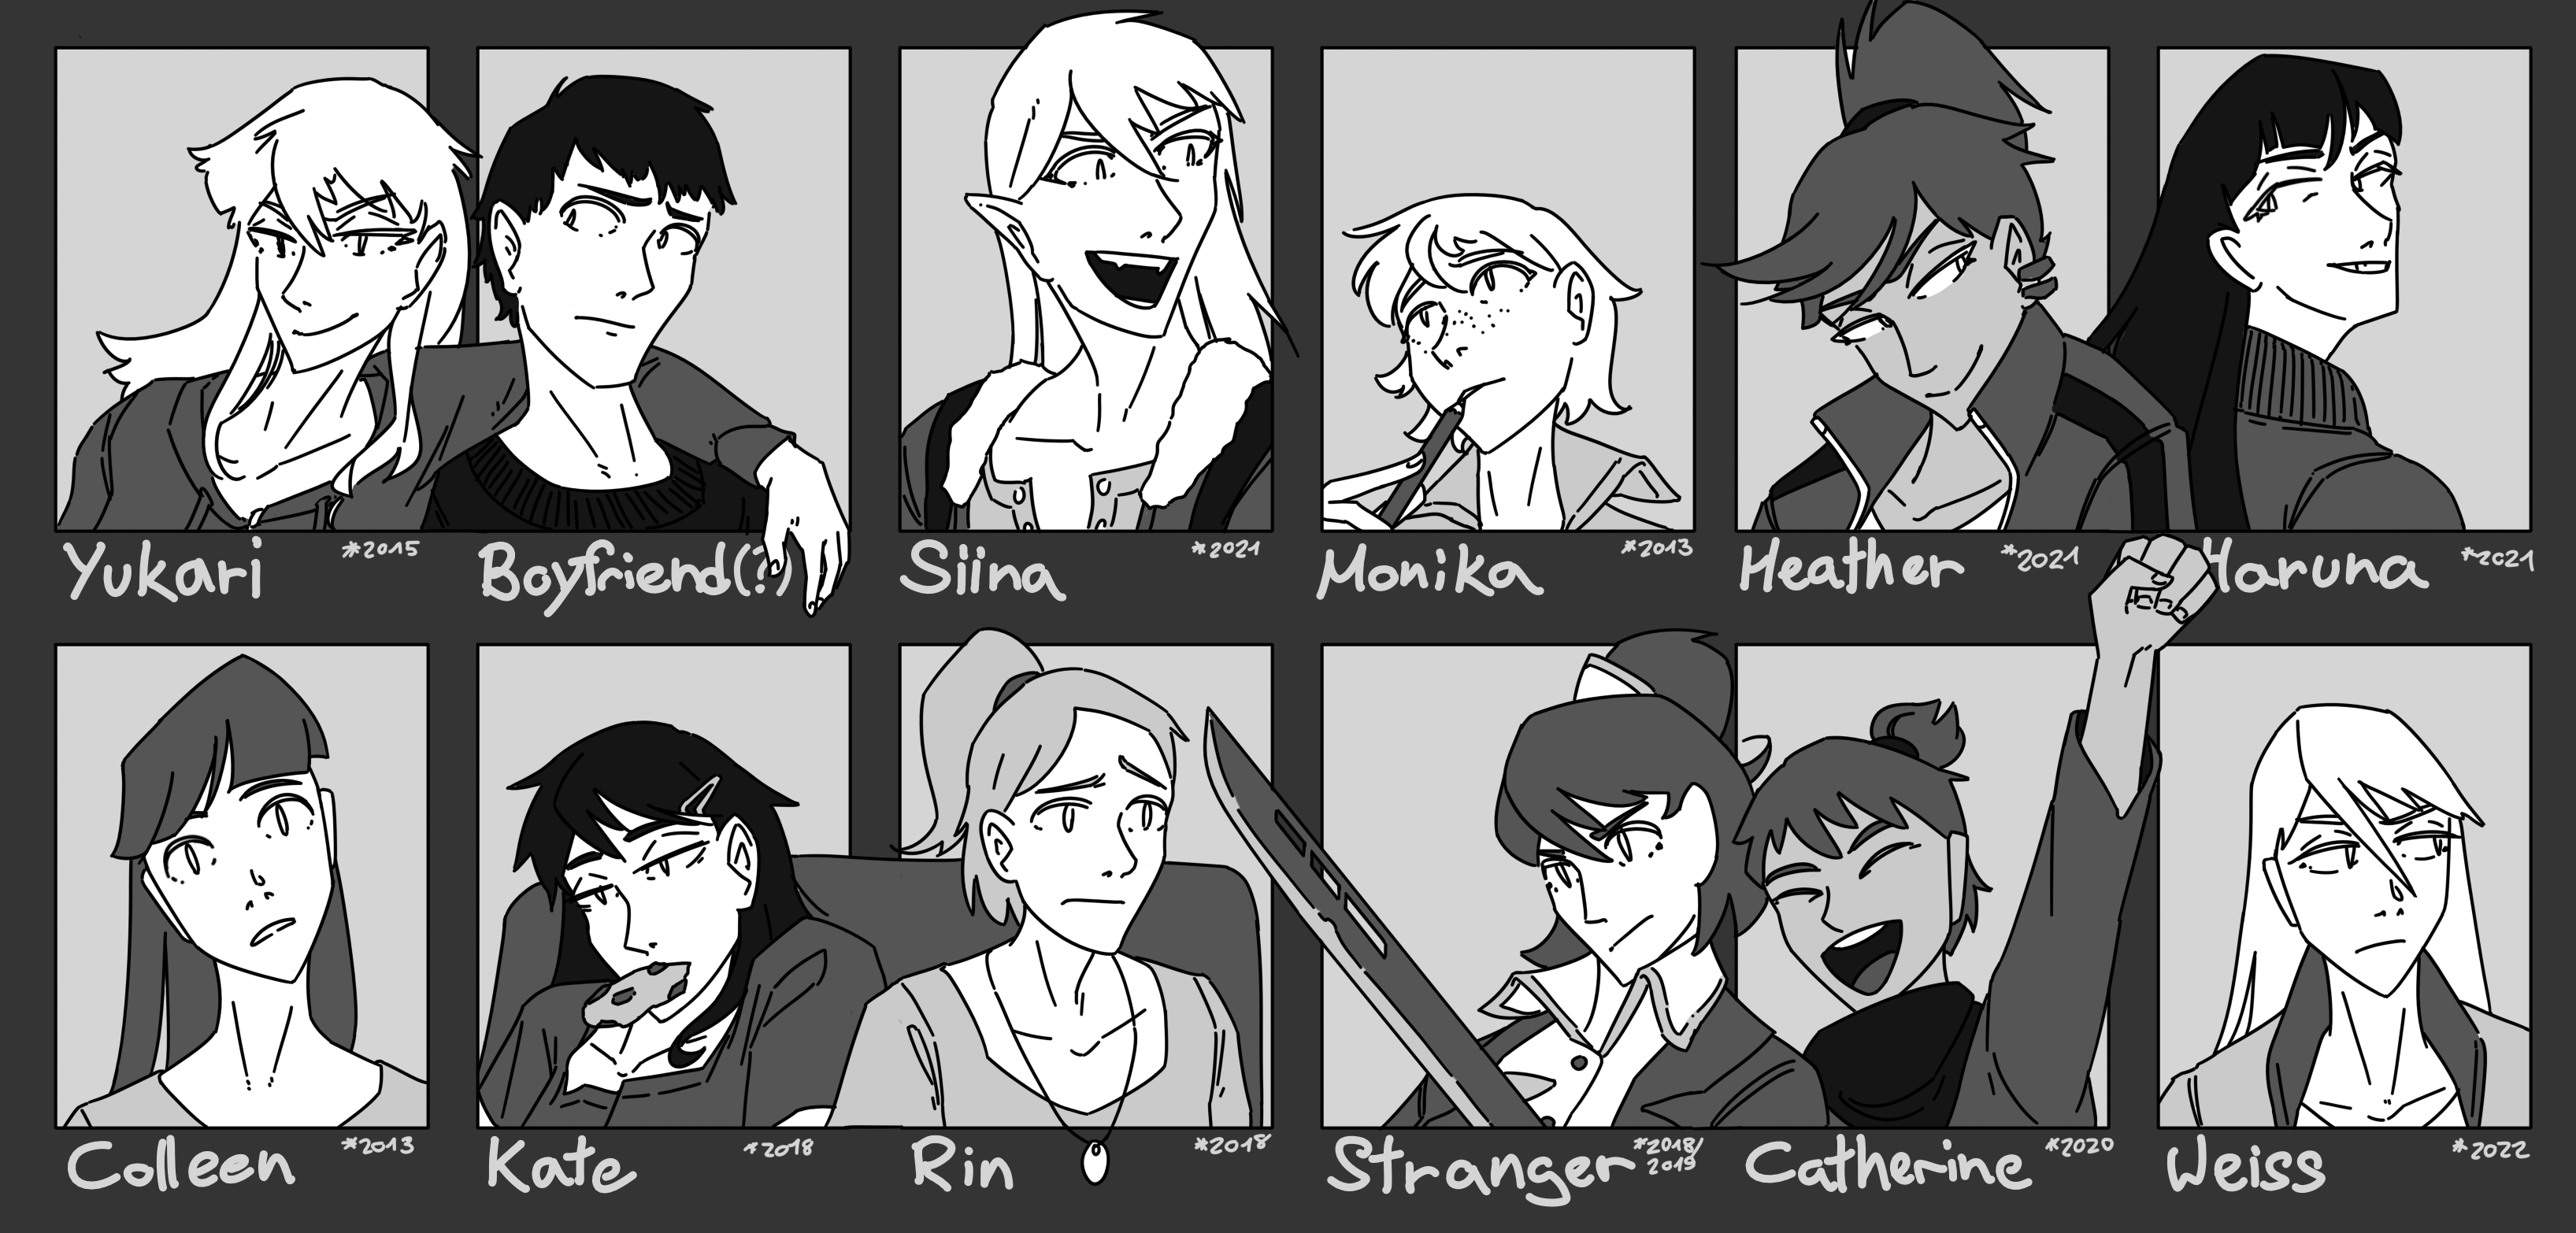 Yukari *2015
Boyfriend(?)
Siina *2021
Monika *2013
Heather *2021
Haruna *2021
Colleen *2013
Kate *2018
Rin *2018
Stranger *2018/
2019
Catherine *2020
Weiss *2022